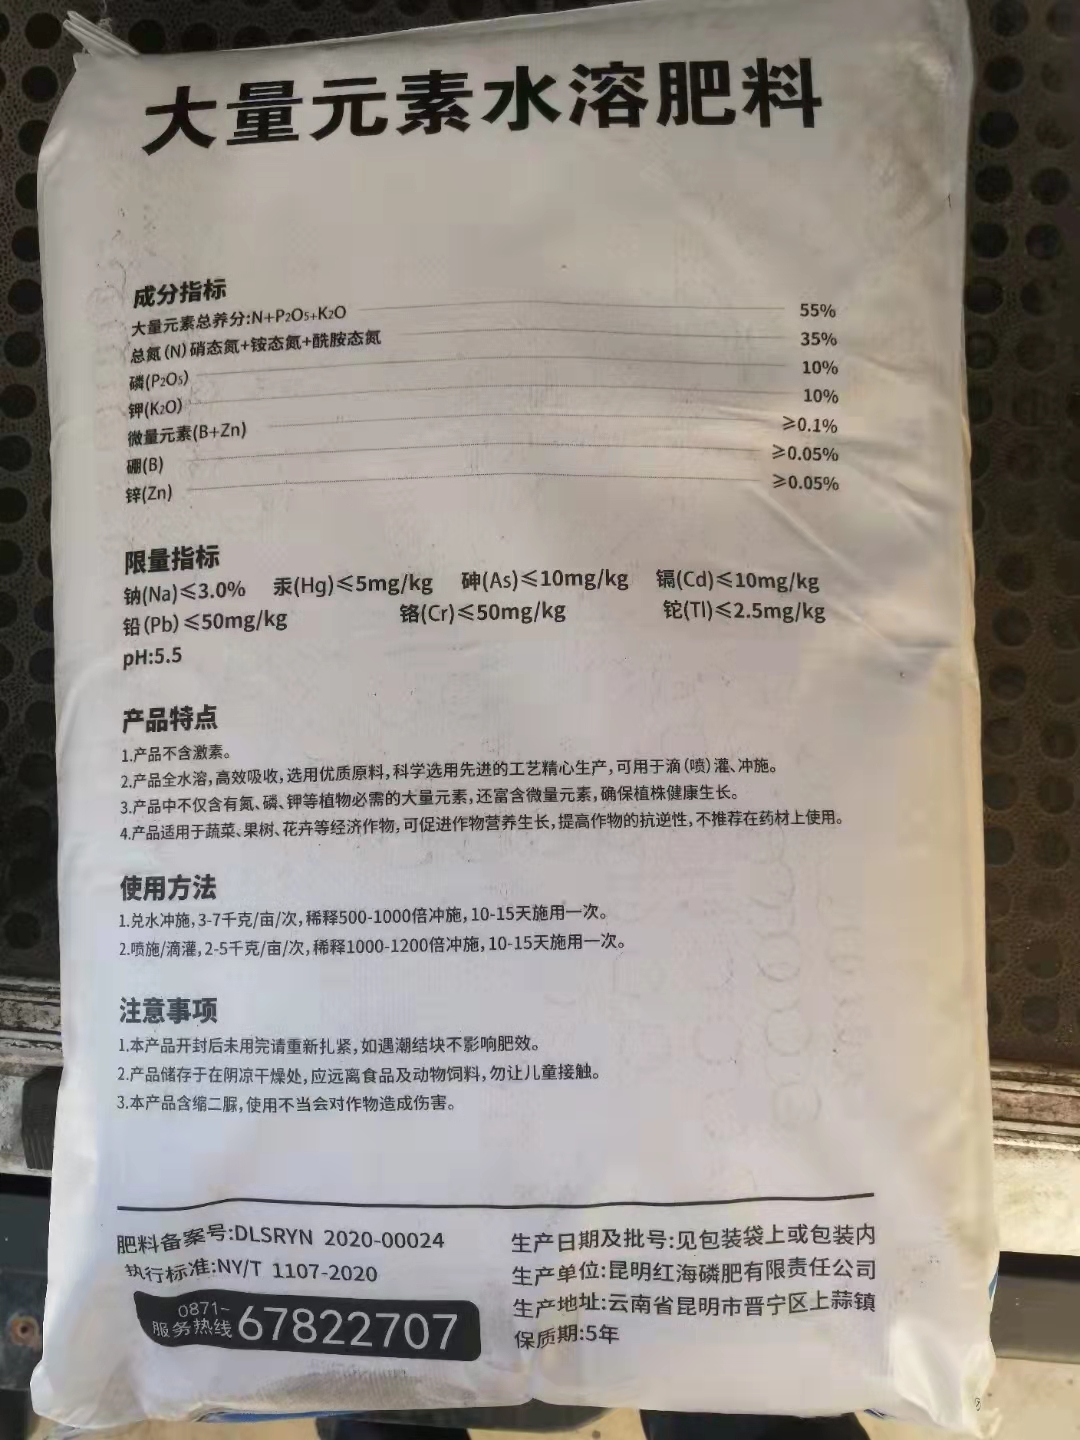 大量元素水溶肥料
成分指标
大量元素总养分:N+P₂O₅+K₂O 55%
总氮(N)硝态氮+铵态氮+酰胺态氮 35%
磷(P₂O₅) 10%
钾(K₂O) 10%
微量元素(B+Zn) ≥0.1%
硼(B) ≥0.05%
锌(Zn) ≥0.05%
限量指标
钠(Na)≤3.0% 汞(Hg)≤5mg/kg 砷(As)≤10mg/kg 镉(Cd)≤10mg/kg
铅(Pb)≤50mg/kg 铬(Cr)≤50mg/kg 铊(Tl)≤2.5mg/kg
pH:5.5
产品特点
1.产品不含激素。
2.产品全水溶,高效吸收,选用优质原料,科学选用先进的工艺精心生产,可用于滴(喷)灌、冲施。
3.产品中不仅含有氮、磷、钾等植物必需的大量元素,还富含微量元素,确保植株健康生长。
4.产品适用于蔬菜、果树、花卉等经济作物,可促进作物营养生长,提高作物的抗逆性,不推荐在药材上使用。
使用方法
1.兑水冲施,3-7千克/亩/次,稀释500-1000倍冲施,10-15天施用一次。
2.喷施/滴灌,2-5千克/亩/次,稀释1000-1200倍冲施,10-15天施用一次。
注意事项
1.本产品开封后未用完请重新扎紧,如遇潮结块不影响肥效。
2.产品储存于在阴凉干燥处,应远离食品及动物饲料,勿让儿童接触。
3.本产品含缩二脲,使用不当会对作物造成伤害。
肥料备案号:DLSRYN 2020-00024
执行标准:NY/T 1107-2020
0871-
服务热线 67822707
生产日期及批号:见包装袋上或包装内
生产单位:昆明红海磷肥有限责任公司
生产地址:云南省昆明市晋宁区上蒜镇
保质期:5年